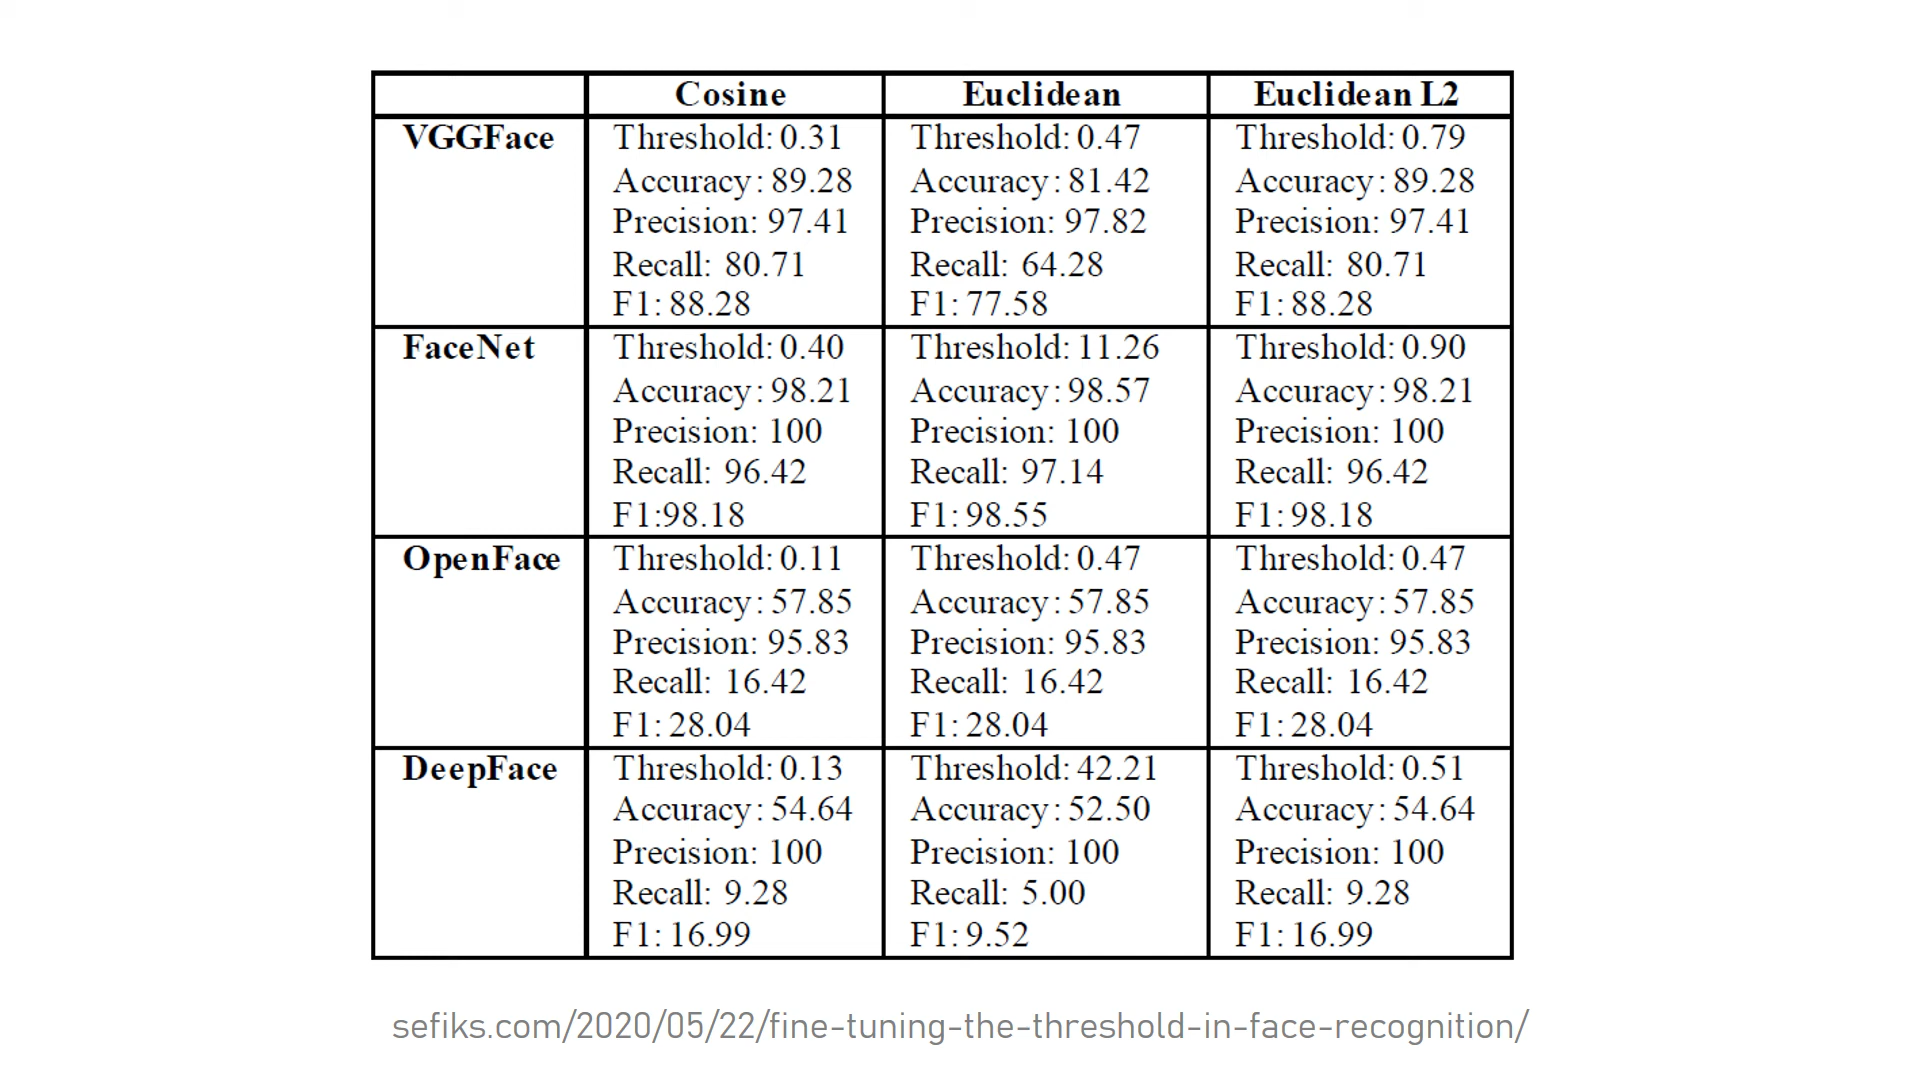 Cosine Euclidean Euclidean L2
VGGFace Threshold: 0.31 Threshold: 0.47 Threshold: 0.79
Accuracy: 89.28 Accuracy: 81.42 Accuracy: 89.28
Precision: 97.41 Precision: 97.82 Precision: 97.41
Recall: 80.71 Recall: 64.28 Recall: 80.71
F1: 88.28 F1: 77.58 F1: 88.28
FaceNet Threshold: 0.40 Threshold: 11.26 Threshold: 0.90
Accuracy: 98.21 Accuracy: 98.57 Accuracy: 98.21
Precision: 100 Precision: 100 Precision: 100
Recall: 96.42 Recall: 97.14 Recall: 96.42
F1:98.18 F1: 98.55 F1: 98.18
OpenFace Threshold: 0.11 Threshold: 0.47 Threshold: 0.47
Accuracy: 57.85 Accuracy: 57.85 Accuracy: 57.85
Precision: 95.83 Precision: 95.83 Precision: 95.83
Recall: 16.42 Recall: 16.42 Recall: 16.42
F1: 28.04 F1: 28.04 F1: 28.04
DeepFace Threshold: 0.13 Threshold: 42.21 Threshold: 0.51
Accuracy: 54.64 Accuracy: 52.50 Accuracy: 54.64
Precision: 100 Precision: 100 Precision: 100
Recall: 9.28 Recall: 5.00 Recall: 9.28
F1: 16.99 F1: 9.52 F1: 16.99
sefiks.com/2020/05/22/fine-tuning-the-threshold-in-face-recognition/